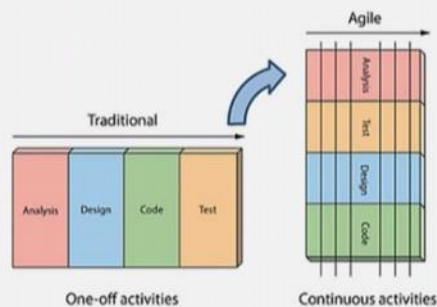 Agile
Traditional
Analysis
Test
Design
Code
Analysis
Design
Code
Test
One-off activities
Continuous activities